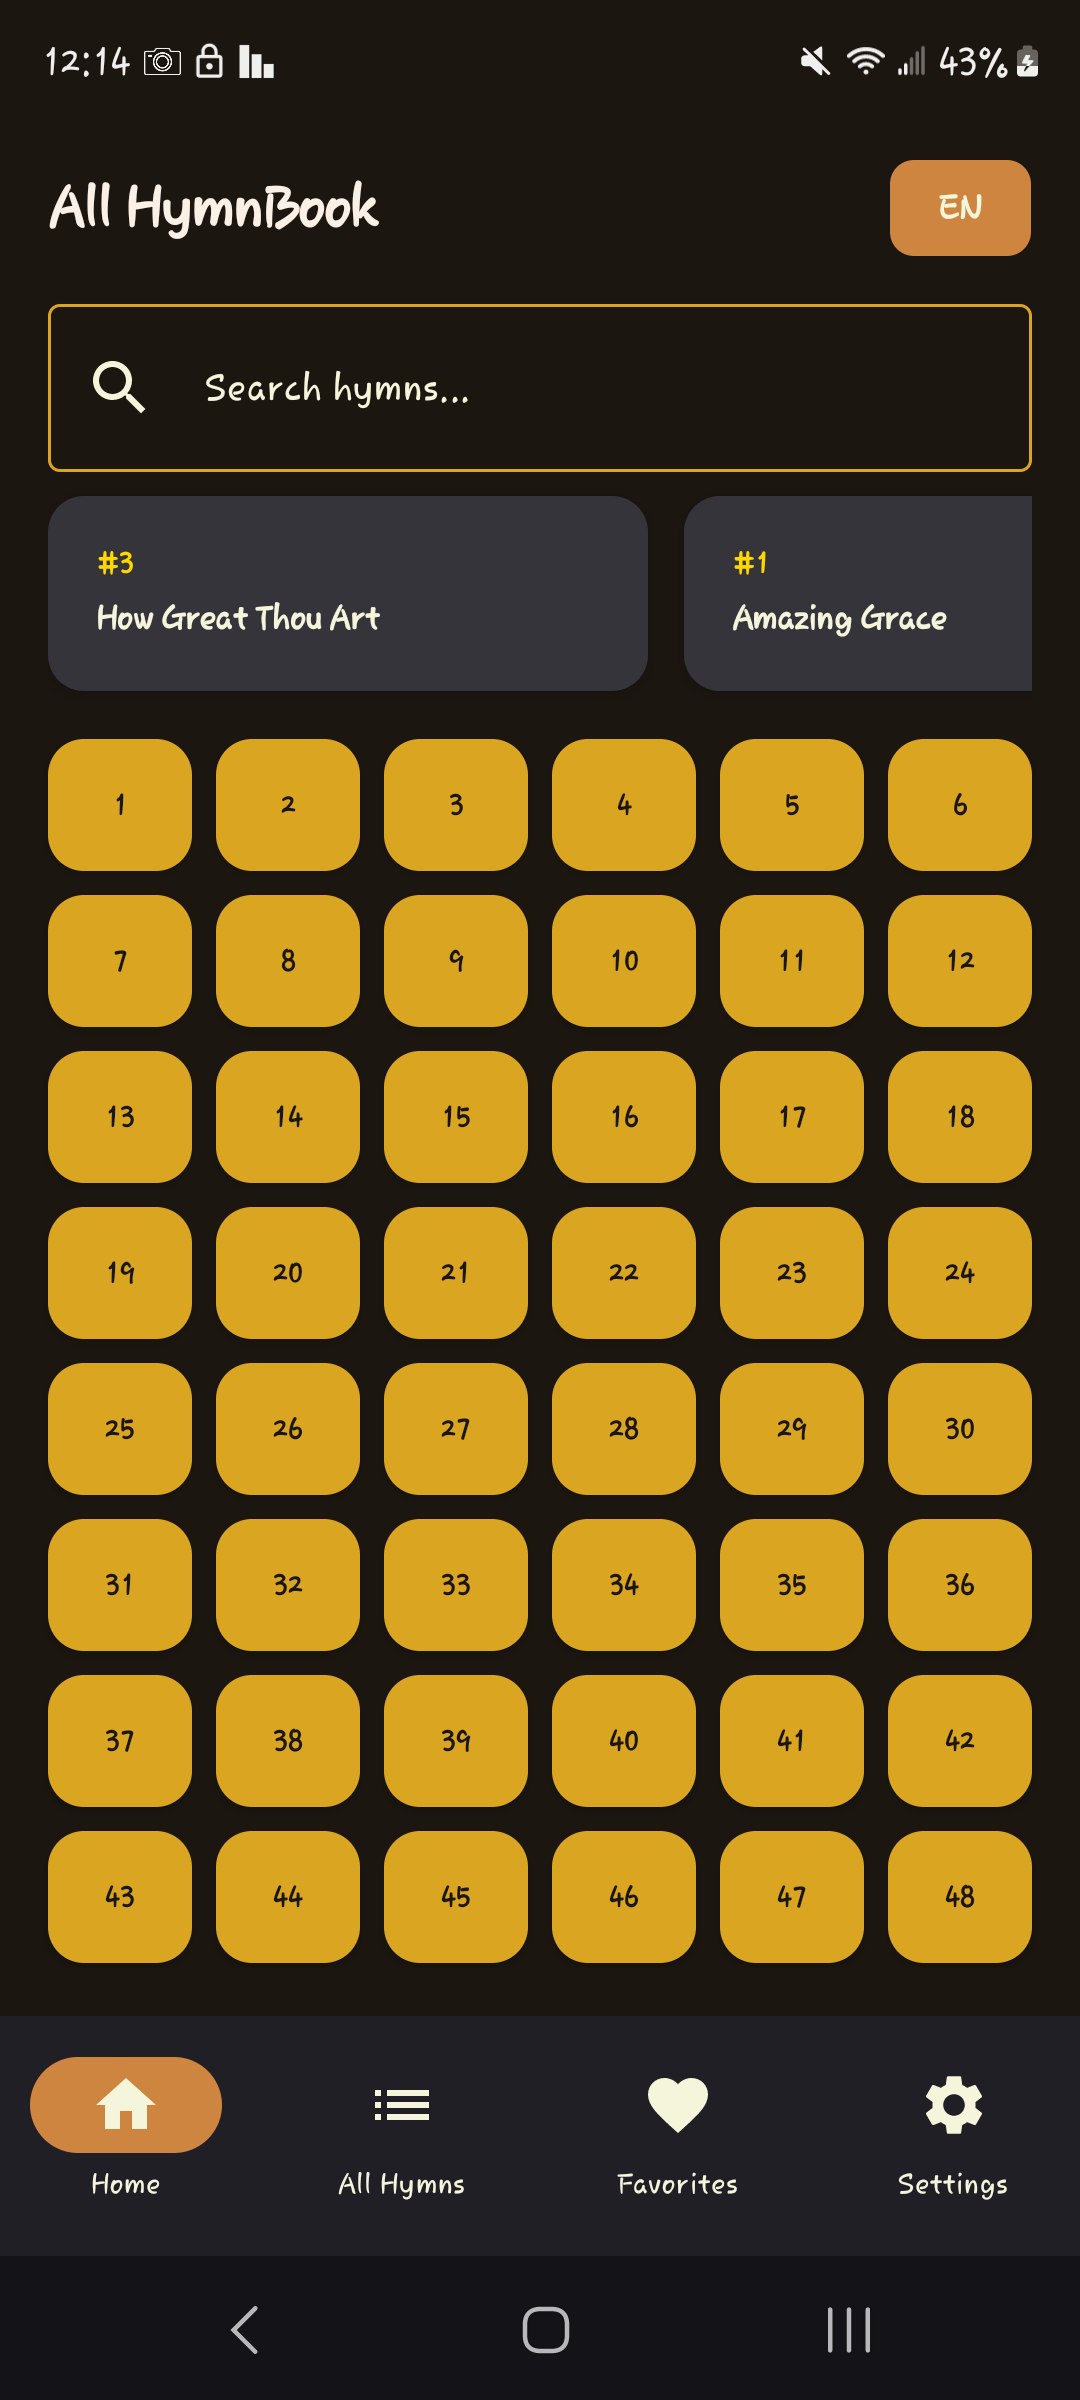 12:14 43%
All HymnBook EN
Search hymns...
#3 #1
How Great Thou Art Amazing Grace
1 2 3 4 5 6
7 8 9 10 11 12
13 14 15 16 17 18
19 20 21 22 23 24
25 26 27 28 29 30
31 32 33 34 35 36
37 38 39 40 41 42
43 44 45 46 47 48
Home All Hymns Favorites Settings